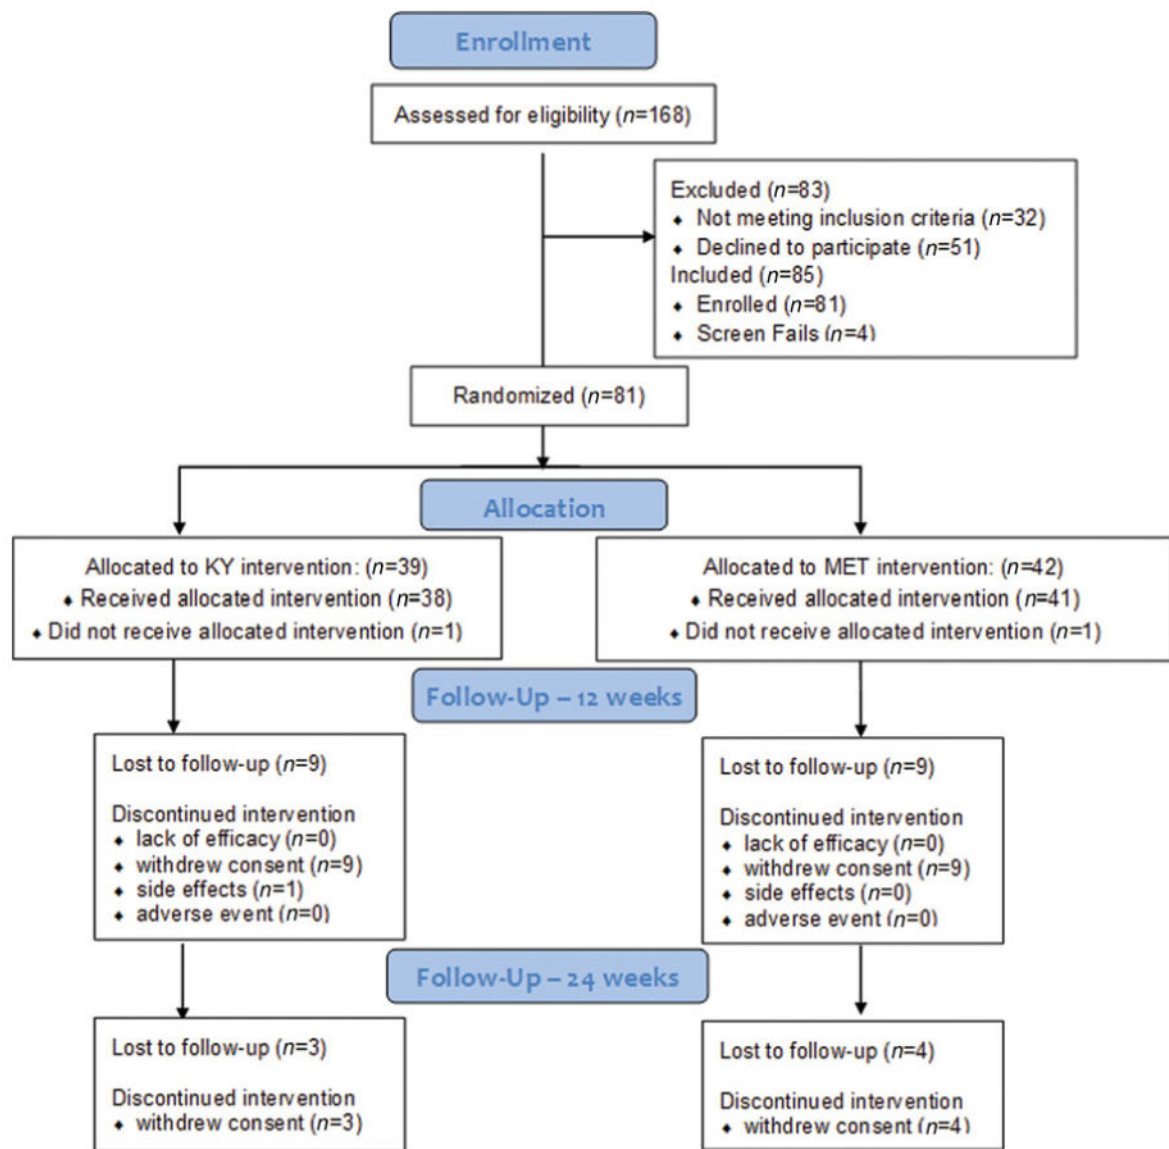 Enrollment
Assessed for eligibility (n=168)
Excluded (n=83)
♦ Not meeting inclusion criteria (n=32)
♦ Declined to participate (n=51)
Included (n=85)
♦ Enrolled (n=81)
♦ Screen Fails (n=4)
Randomized (n=81)
Allocation
Allocated to KY intervention: (n=39)
♦ Received allocated intervention (n=38)
♦ Did not receive allocated intervention (n=1)
Allocated to MET intervention: (n=42)
♦ Received allocated intervention (n=41)
♦ Did not receive allocated intervention (n=1)
Follow-Up – 12 weeks
Lost to follow-up (n=9)
Discontinued intervention
♦ lack of efficacy (n=0)
♦ withdrew consent (n=9)
♦ side effects (n=1)
♦ adverse event (n=0)
Lost to follow-up (n=9)
Discontinued intervention
♦ lack of efficacy (n=0)
♦ withdrew consent (n=9)
♦ side effects (n=0)
♦ adverse event (n=0)
Follow-Up – 24 weeks
Lost to follow-up (n=3)
Discontinued intervention
♦ withdrew consent (n=3)
Lost to follow-up (n=4)
Discontinued intervention
♦ withdrew consent (n=4)